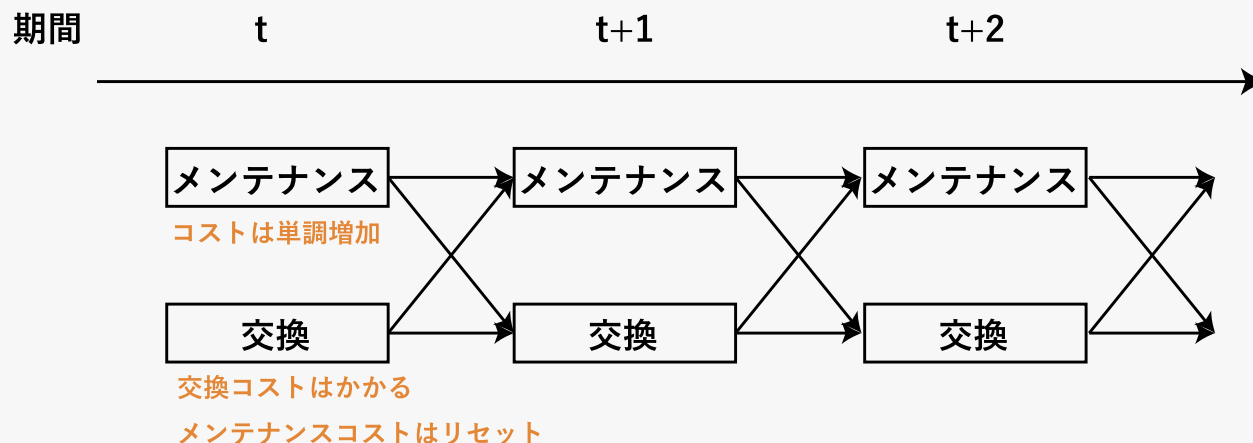 期間 t t+1 t+2
メンテナンス メンテナンス メンテナンス
コストは単調増加
交換 交換 交換
交換コストはかかる
メンテナンスコストはリセット